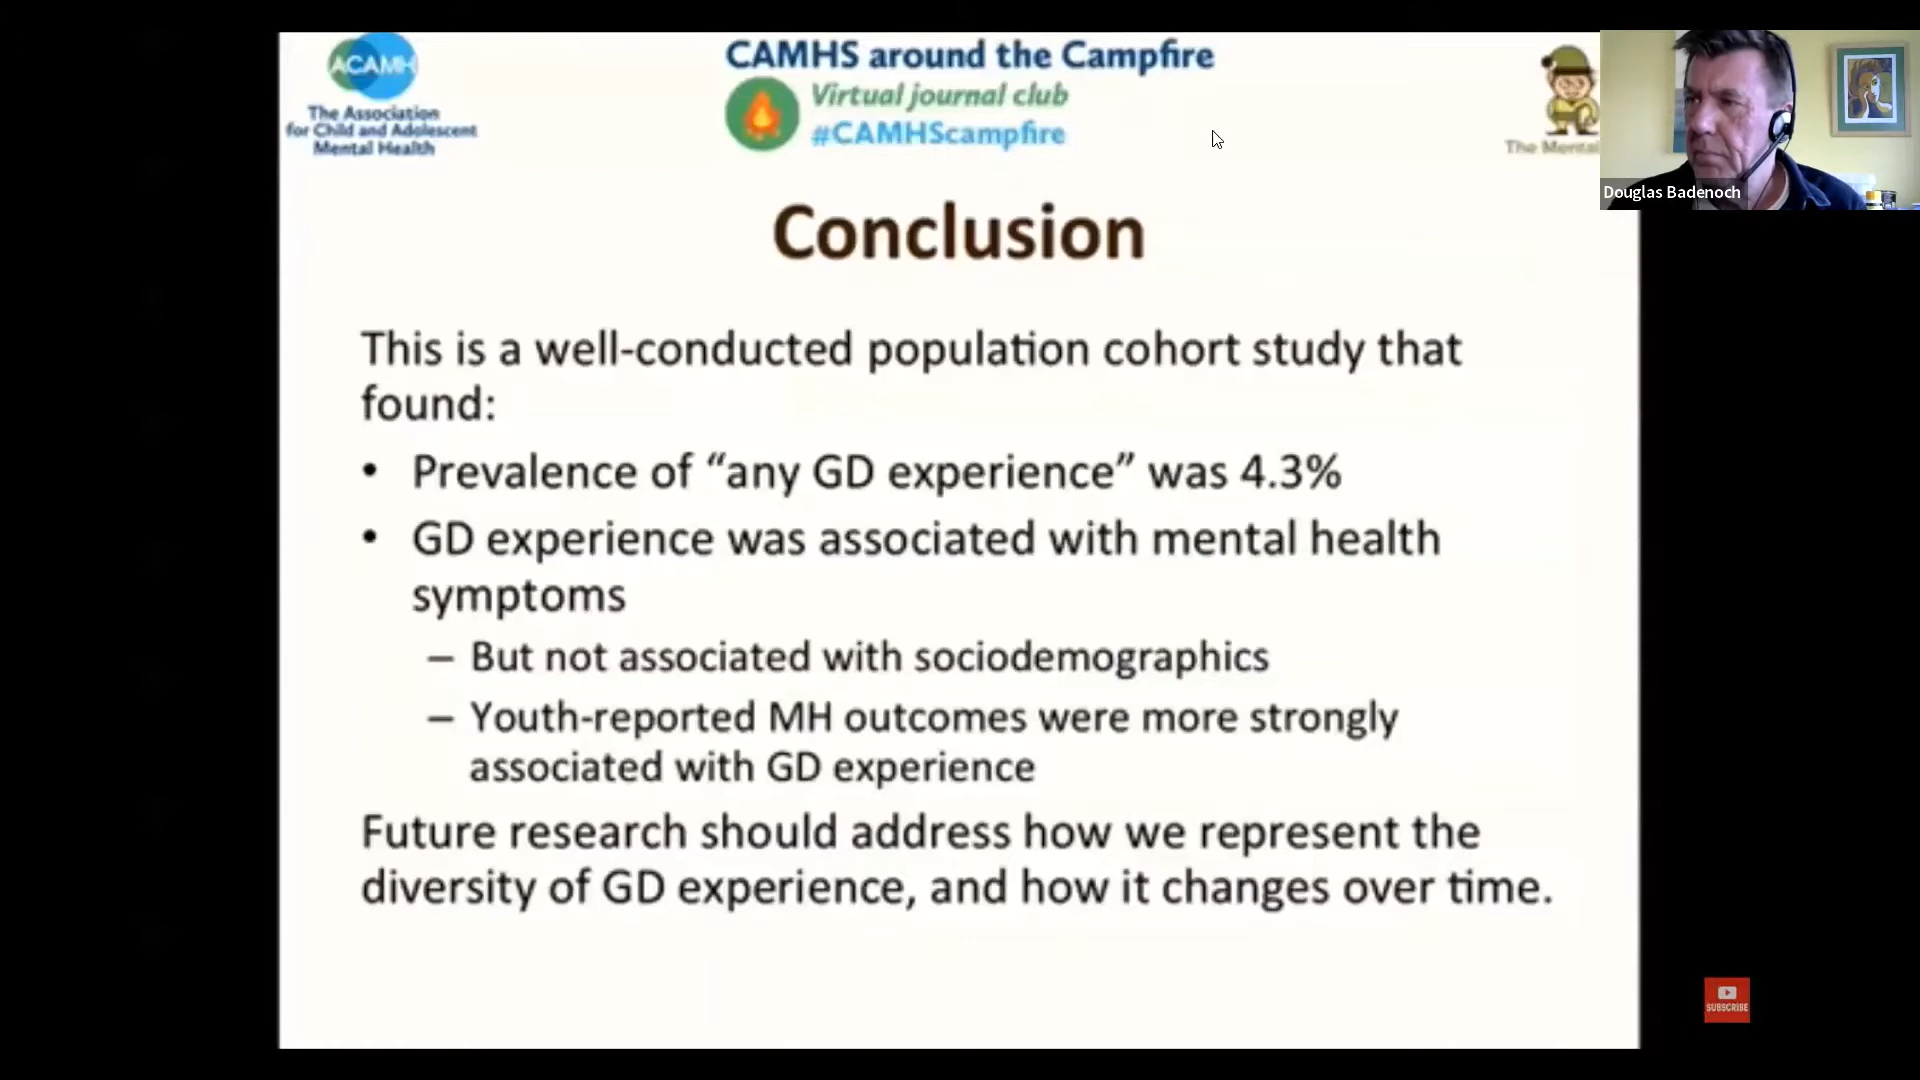 ACAMH
The Association
for Child and Adolescent
Mental Health
CAMHS around the Campfire
Virtual journal club
#CAMHScampfire
The Mental
Douglas Badenoch
Conclusion
This is a well-conducted population cohort study that
found:
• Prevalence of “any GD experience” was 4.3%
• GD experience was associated with mental health
symptoms
– But not associated with sociodemographics
– Youth-reported MH outcomes were more strongly
associated with GD experience
Future research should address how we represent the
diversity of GD experience, and how it changes over time.
SUBSCRIBE